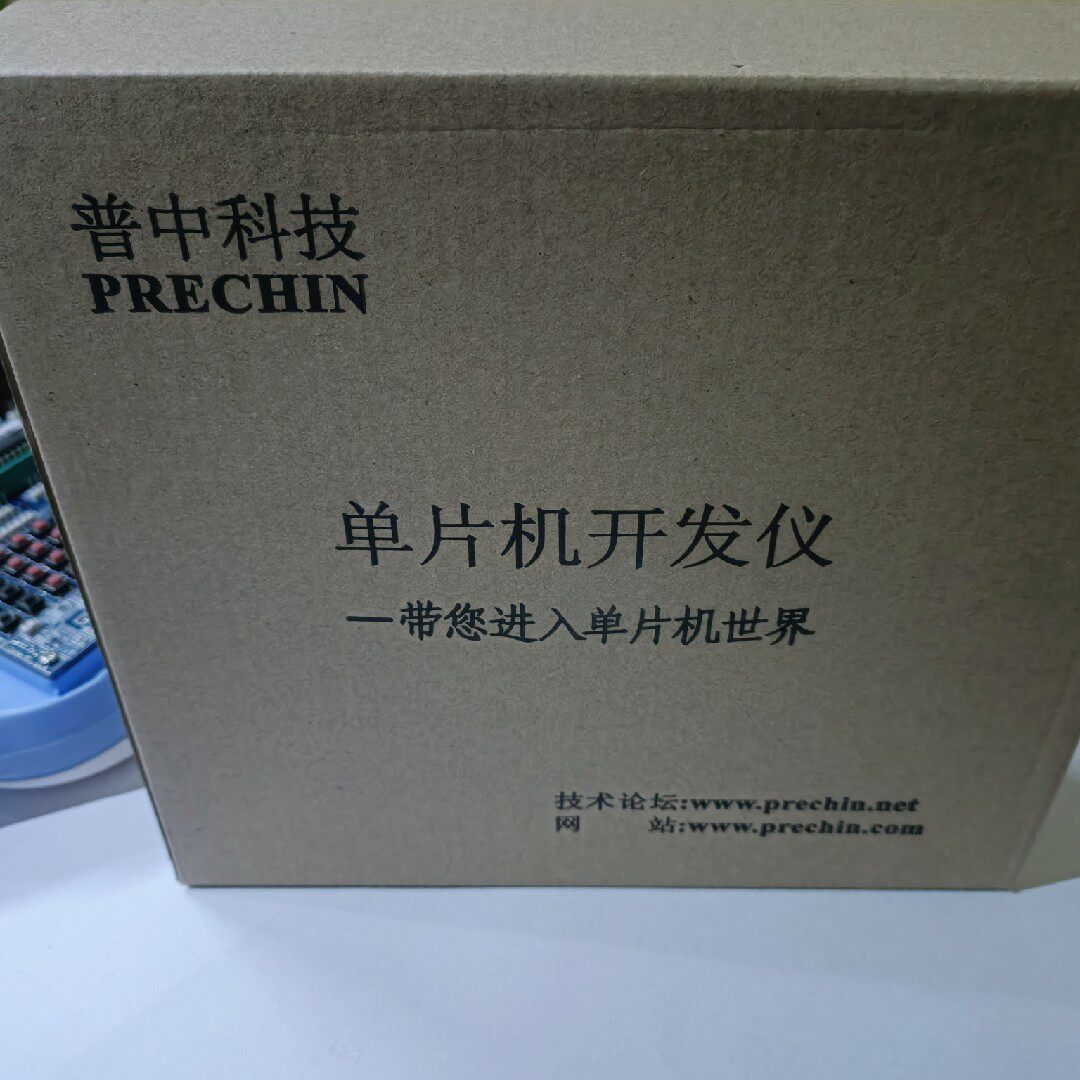 普中科技
PRECHIN
单片机开发仪
一带您进入单片机世界
技术论坛:www.prechin.net
网 站:www.prechin.com